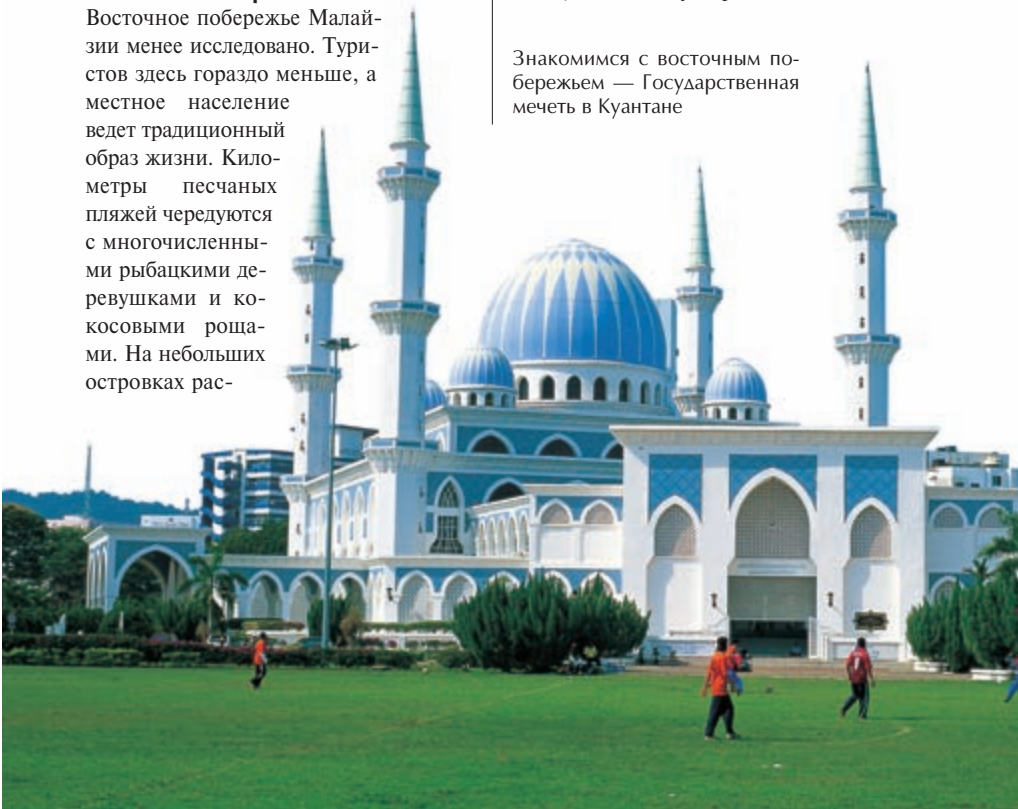 Восточное побережье Малай-
зии менее исследовано. Тури-
стов здесь гораздо меньше, а
местное население
ведет традиционный
образ жизни. Кило-
метры песчаных
пляжей чередуются
с многочисленны-
ми рыбацкими де-
ревушками и ко-
косовыми роща-
ми. На небольших
островках рас-
Знакомимся с восточным по-
бережьем — Государственная
мечеть в Куантане